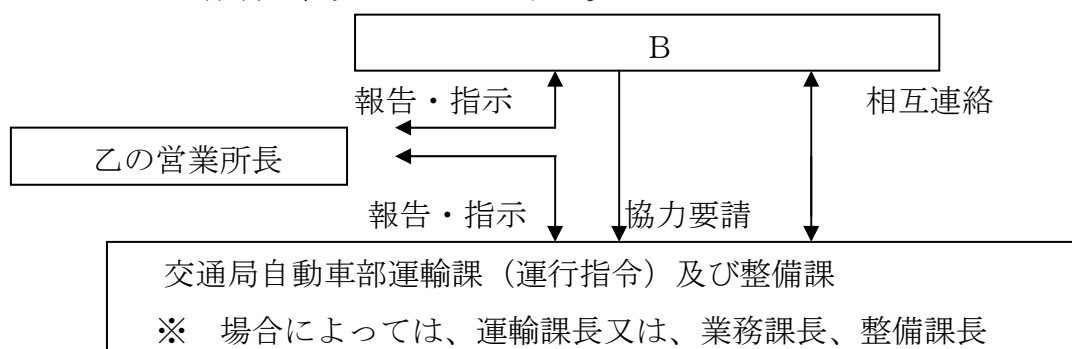 B
報告・指示
相互連絡
乙の営業所長
報告・指示
協力要請
交通局自動車部運輸課（運行指令）及び整備課
※　場合によっては、運輸課長又は、業務課長、整備課長